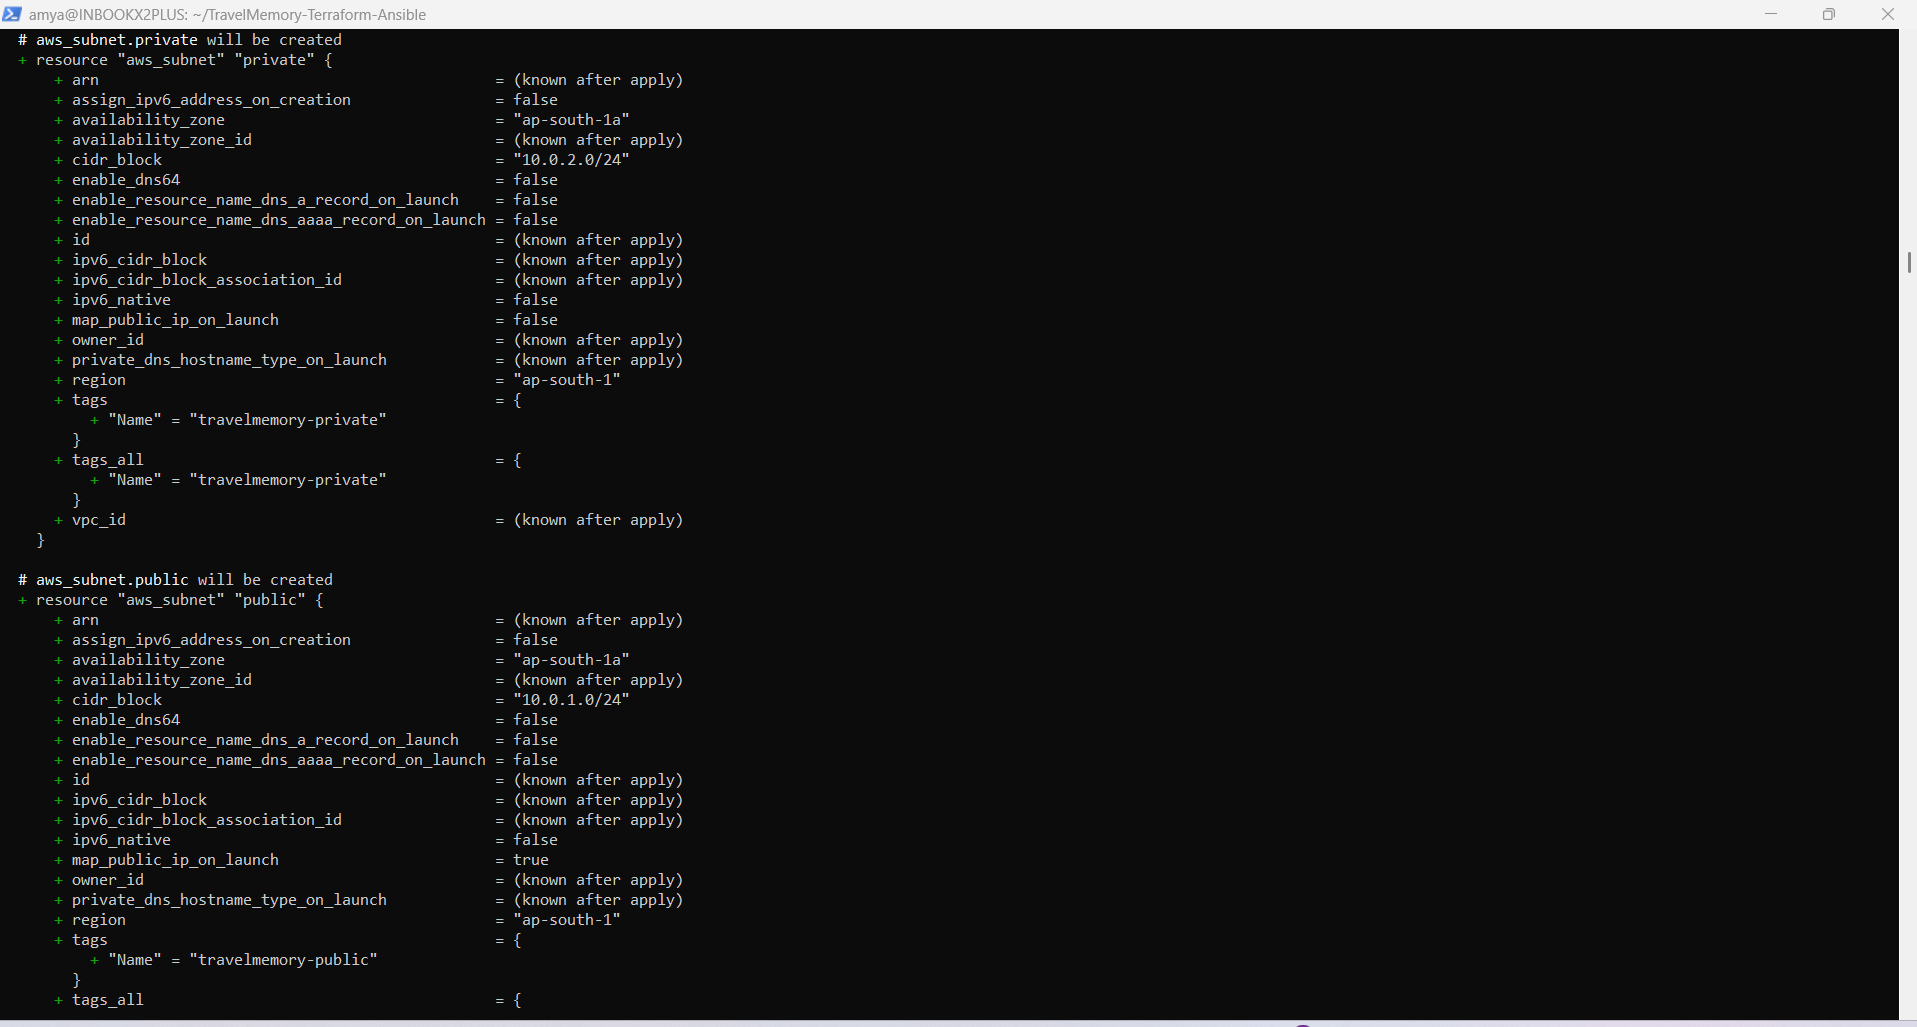 amya@INBOOKX2PLUS: ~/TravelMemory-Terraform-Ansible
# aws_subnet.private will be created
+ resource "aws_subnet" "private" {
+ arn = (known after apply)
+ assign_ipv6_address_on_creation = false
+ availability_zone = "ap-south-1a"
+ availability_zone_id = (known after apply)
+ cidr_block = "10.0.2.0/24"
+ enable_dns64 = false
+ enable_resource_name_dns_a_record_on_launch = false
+ enable_resource_name_dns_aaaa_record_on_launch = false
+ id = (known after apply)
+ ipv6_cidr_block = (known after apply)
+ ipv6_cidr_block_association_id = (known after apply)
+ ipv6_native = false
+ map_public_ip_on_launch = false
+ owner_id = (known after apply)
+ private_dns_hostname_type_on_launch = (known after apply)
+ region = "ap-south-1"
+ tags = {
+ "Name" = "travelmemory-private"
}
+ tags_all = {
+ "Name" = "travelmemory-private"
}
+ vpc_id = (known after apply)
}
# aws_subnet.public will be created
+ resource "aws_subnet" "public" {
+ arn = (known after apply)
+ assign_ipv6_address_on_creation = false
+ availability_zone = "ap-south-1a"
+ availability_zone_id = (known after apply)
+ cidr_block = "10.0.1.0/24"
+ enable_dns64 = false
+ enable_resource_name_dns_a_record_on_launch = false
+ enable_resource_name_dns_aaaa_record_on_launch = false
+ id = (known after apply)
+ ipv6_cidr_block = (known after apply)
+ ipv6_cidr_block_association_id = (known after apply)
+ ipv6_native = false
+ map_public_ip_on_launch = true
+ owner_id = (known after apply)
+ private_dns_hostname_type_on_launch = (known after apply)
+ region = "ap-south-1"
+ tags = {
+ "Name" = "travelmemory-public"
}
+ tags_all = {